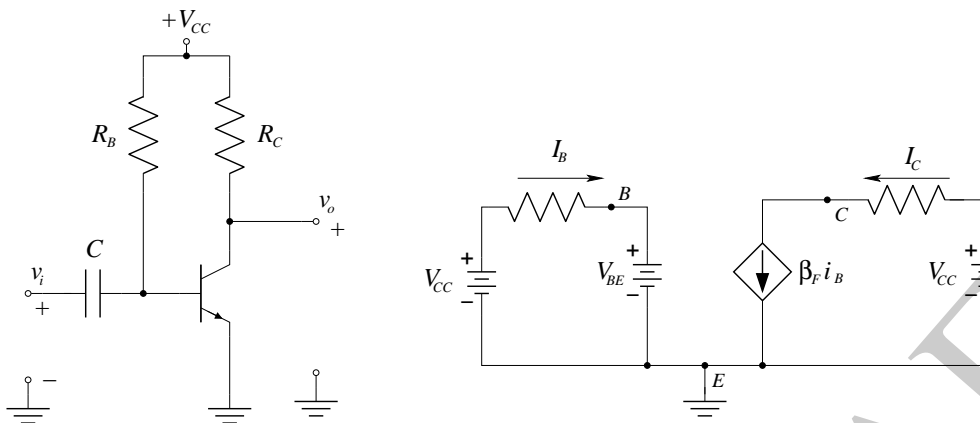 +V_CC
R_B
R_C
v_o
+
C
v_i
+
−
I_B
B
+
V_CC
−
+
V_BE
−
E
I_C
C
β_F i_B
+
V_CC
−